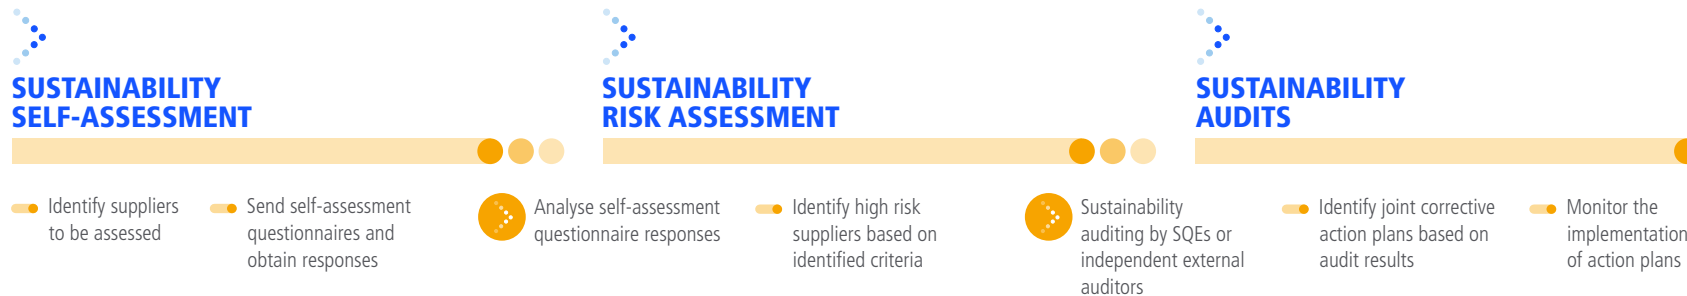 SUSTAINABILITY
SELF-ASSESSMENT
SUSTAINABILITY
RISK ASSESSMENT
SUSTAINABILITY
AUDITS
Identify suppliers
to be assessed
Send self-assessment
questionnaires and
obtain responses
Analyse self-assessment
questionnaire responses
Identify high risk
suppliers based on
identified criteria
Sustainability
auditing by SQEs or
independent external
auditors
Identify joint corrective
action plans based on
audit results
Monitor the
implementation
of action plans